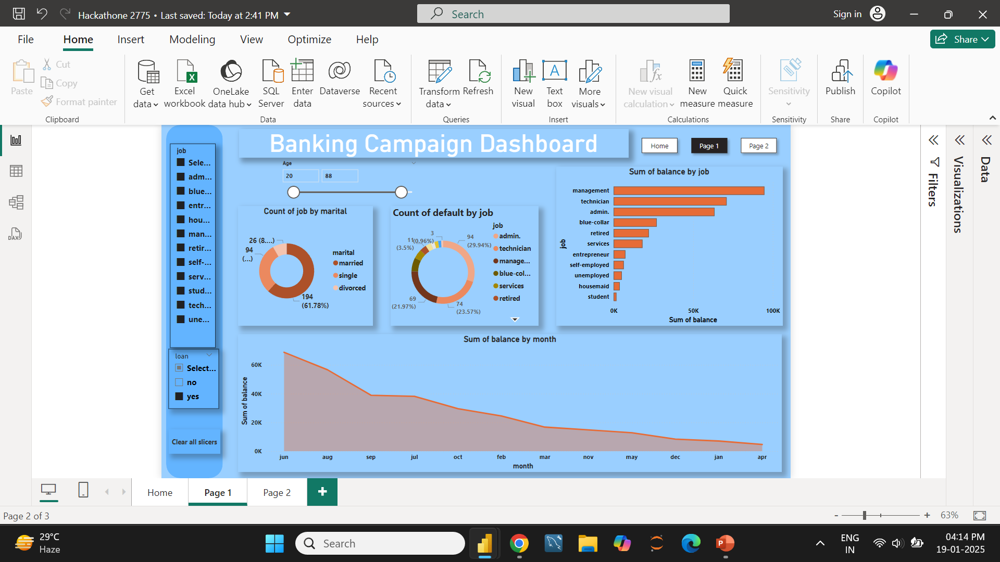 Hackathone 2775 • Last saved: Today at 2:41 PM
Search
Sign in
File Home Insert Modeling View Optimize Help
Share
Paste
Cut
Copy
Format painter
Clipboard
Get data
Excel workbook
OneLake data hub
SQL Server
Enter data
Dataverse
Recent sources
Data
Transform data
Refresh
Queries
New visual
Text box
More visuals
Insert
New visual calculation
New measure
Quick measure
Calculations
Sensitivity
Sensitivity
Publish
Share
Copilot
Copilot
job
Sele...
adm...
blue...
entr...
hou...
man...
retir...
self-...
serv...
stud...
tech...
une...
loan
Select...
no
yes
Clear all slicers
Banking Campaign Dashboard
Home
Page 1
Page 2
Age
20
88
Count of job by marital
26 (8....)
94
(...)
194
(61.78%)
marital
married
single
divorced
Count of default by job
3
(0.96%)
11
(3.5%)
94
(29.94%)
69
(21.97%)
74
(23.57%)
job
admin.
technician
manage...
blue-col...
services
retired
Sum of balance by job
job
management
technician
admin.
blue-collar
retired
services
entrepreneur
self-employed
unemployed
housemaid
student
0K 50K 100K
Sum of balance
Sum of balance by month
Sum of balance
60K
40K
20K
0K
jun aug sep jul oct feb mar nov may dec jan apr
month
Filters
Visualizations
Data
Home
Page 1
Page 2
+
Page 2 of 3
- + 63%
29°C
Haze
Search
ENG
IN
04:14 PM
19-01-2025